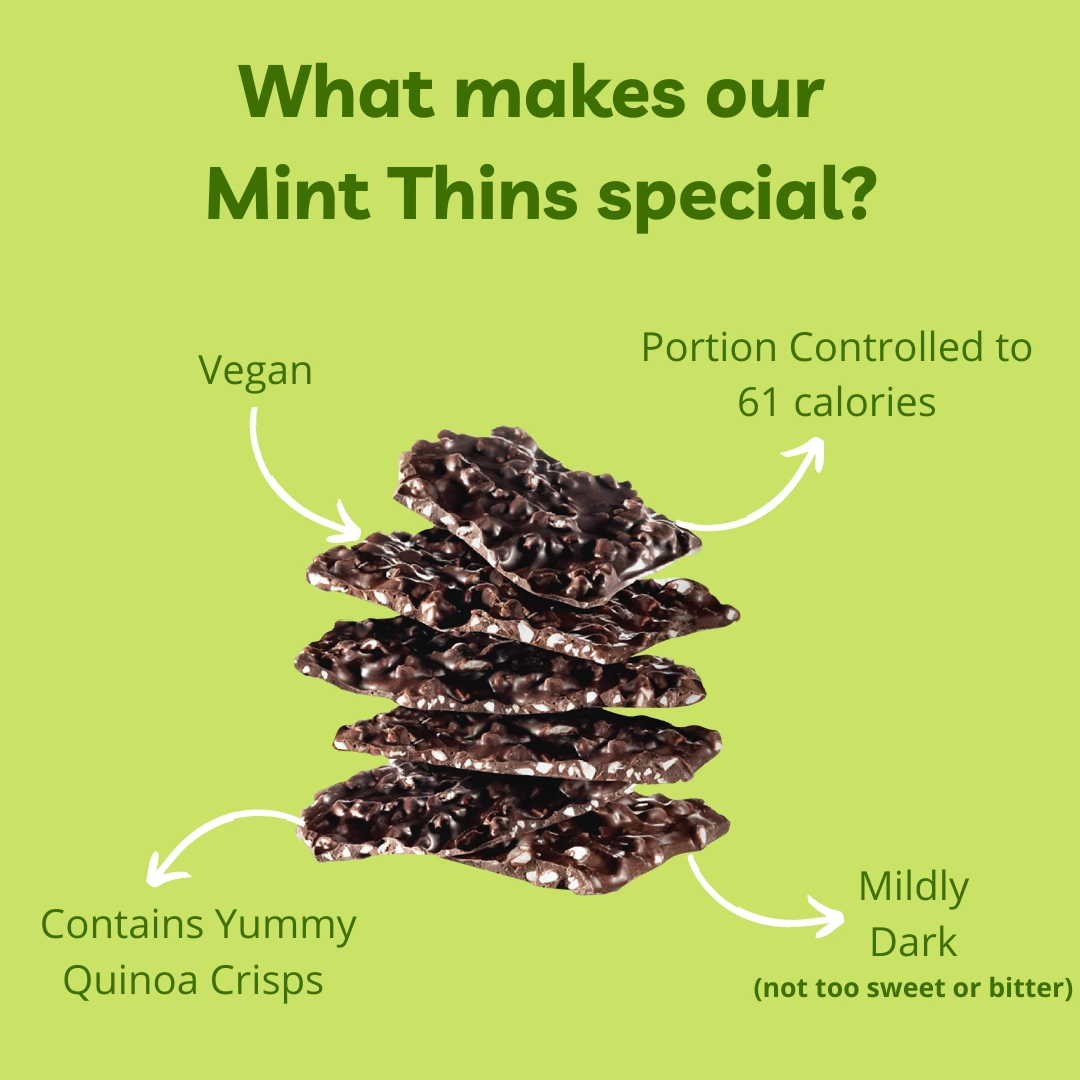 What makes our
Mint Thins special?
Vegan
Portion Controlled to
61 calories
Contains Yummy
Quinoa Crisps
Mildly
Dark
(not too sweet or bitter)